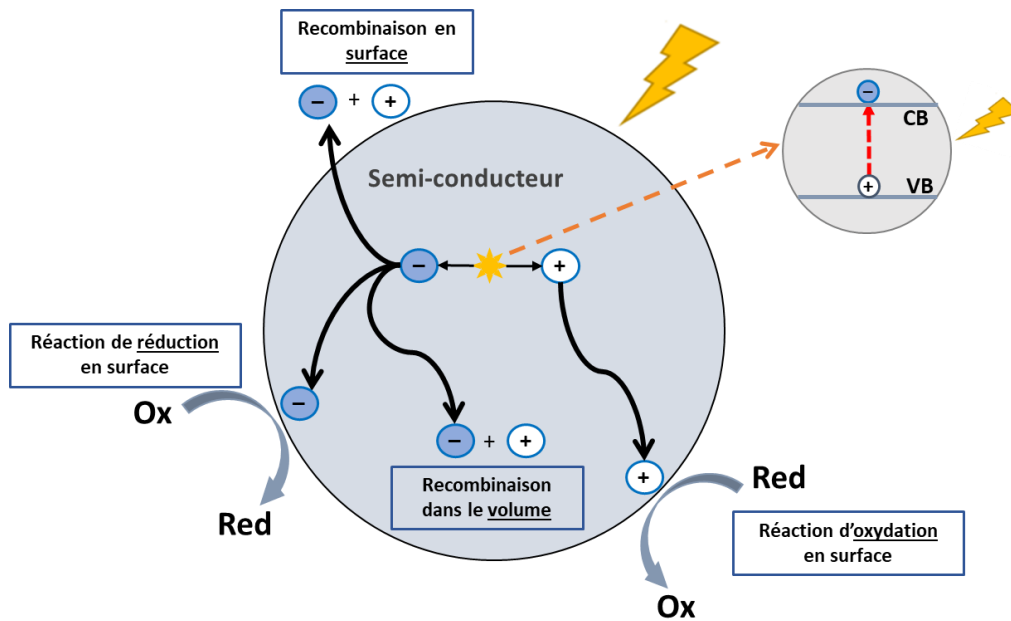 Recombinaison en
surface
− + +
− 
CB
+ VB
Semi-conducteur
− +
Réaction de réduction
en surface
Ox
−
Red
− + +
Recombinaison
dans le volume
+
Red
Réaction d'oxydation
en surface
Ox